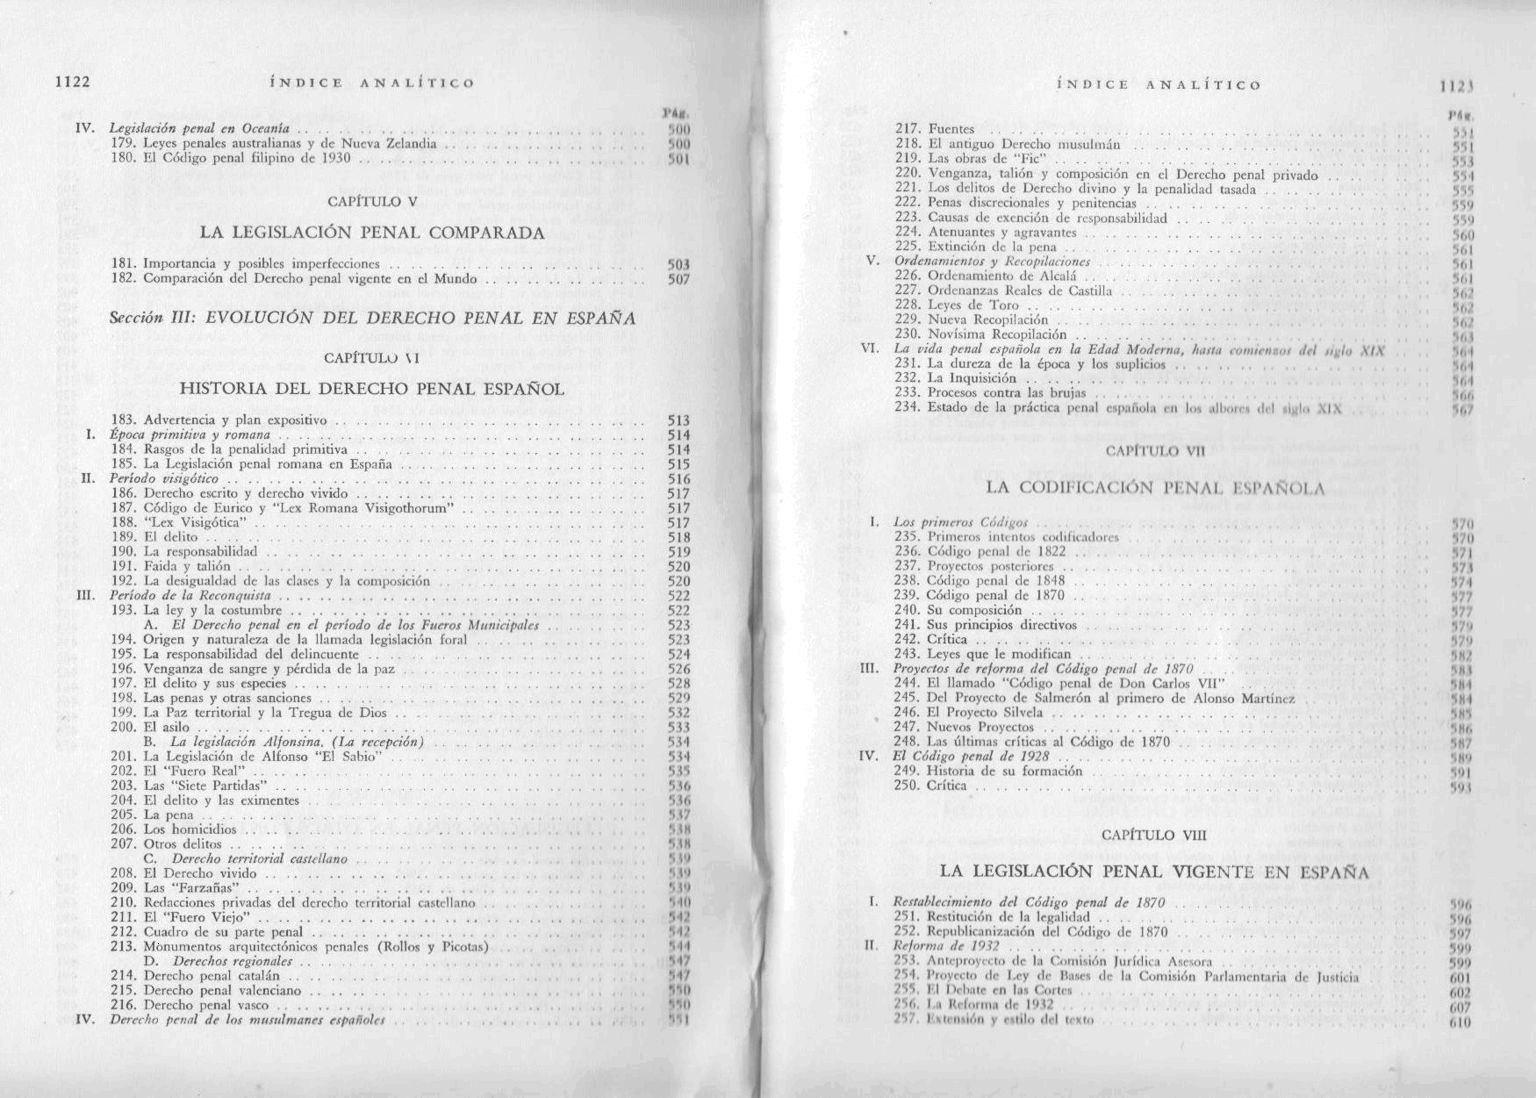 1122
ÍNDICE ANALÍTICO
Pág.
IV. Legislación penal en Oceanía 500
179. Leyes penales australianas y de Nueva Zelandia 500
180. El Código penal filipino de 1930 501
CAPÍTULO V
LA LEGISLACIÓN PENAL COMPARADA
181. Importancia y posibles imperfecciones 503
182. Comparación del Derecho penal vigente en el Mundo 507
Sección III: EVOLUCIÓN DEL DERECHO PENAL EN ESPAÑA
CAPÍTULO VI
HISTORIA DEL DERECHO PENAL ESPAÑOL
183. Advertencia y plan expositivo 513
I. Época primitiva y romana 514
184. Rasgos de la penalidad primitiva 514
185. La Legislación penal romana en España 515
II. Período visigótico 516
186. Derecho escrito y derecho vivido 517
187. Código de Eurico y "Lex Romana Visigothorum" 517
188. "Lex Visigótica" 517
189. El delito 518
190. La responsabilidad 519
191. Faida y talión 520
192. La desigualdad de las clases y la composición 520
III. Período de la Reconquista 522
193. La ley y la costumbre 522
A. El Derecho penal en el período de los Fueros Municipales 523
194. Origen y naturaleza de la llamada legislación foral 523
195. La responsabilidad del delincuente 524
196. Venganza de sangre y pérdida de la paz 526
197. El delito y sus especies 528
198. Las penas y otras sanciones 529
199. La Paz territorial y la Tregua de Dios 532
200. El asilo 533
B. La legislación Alfonsina. (La recepción) 534
201. La Legislación de Alfonso "El Sabio" 534
202. El "Fuero Real" 535
203. Las "Siete Partidas" 536
204. El delito y las eximentes 536
205. La pena 537
206. Los homicidios 538
207. Otros delitos 538
C. Derecho territorial castellano 539
208. El Derecho vivido 539
209. Las "Farzañas" 539
210. Redacciones privadas del derecho territorial castellano 540
211. El "Fuero Viejo" 542
212. Cuadro de su parte penal 542
213. Monumentos arquitectónicos penales (Rollos y Picotas) 544
D. Derechos regionales 547
214. Derecho penal catalán 547
215. Derecho penal valenciano 550
216. Derecho penal vasco 550
IV. Derecho penal de los musulmanes españoles 551
ÍNDICE ANALÍTICO
1123
Pág.
217. Fuentes 551
218. El antiguo Derecho musulmán 551
219. Las obras de "Fic" 553
220. Venganza, talión y composición en el Derecho penal privado 554
221. Los delitos de Derecho divino y la penalidad tasada 555
222. Penas discrecionales y penitencias 559
223. Causas de exención de responsabilidad 559
224. Atenuantes y agravantes 560
225. Extinción de la pena 561
V. Ordenamientos y Recopilaciones 561
226. Ordenamiento de Alcalá 561
227. Ordenanzas Reales de Castilla 562
228. Leyes de Toro 562
229. Nueva Recopilación 562
230. Novísima Recopilación 563
VI. La vida penal española en la Edad Moderna, hasta comienzos del siglo XIX 564
231. La dureza de la época y los suplicios 564
232. La Inquisición 564
233. Procesos contra las brujas 566
234. Estado de la práctica penal española en los albores del siglo XIX 567
CAPÍTULO VII
LA CODIFICACIÓN PENAL ESPAÑOLA
I. Los primeros Códigos 570
235. Primeros intentos codificadores 570
236. Código penal de 1822 571
237. Proyectos posteriores 573
238. Código penal de 1848 574
239. Código penal de 1870 577
240. Su composición 577
241. Sus principios directivos 579
242. Crítica 579
243. Leyes que le modifican 582
III. Proyectos de reforma del Código penal de 1870 583
244. El llamado "Código penal de Don Carlos VII" 584
245. Del Proyecto de Salmerón al primero de Alonso Martínez 584
246. El Proyecto Silvela 585
247. Nuevos Proyectos 586
248. Las últimas críticas al Código de 1870 587
IV. El Código penal de 1928 589
249. Historia de su formación 591
250. Crítica 593
CAPÍTULO VIII
LA LEGISLACIÓN PENAL VIGENTE EN ESPAÑA
I. Restablecimiento del Código penal de 1870 596
251. Restitución de la legalidad 596
252. Republicanización del Código de 1870 597
II. Reforma de 1932 599
253. Anteproyecto de la Comisión Jurídica Asesora 599
254. Proyecto de Ley de Bases de la Comisión Parlamentaria de Justicia 601
255. El Debate en las Cortes 602
256. La Reforma de 1932 607
257. Extensión y estilo del texto 610